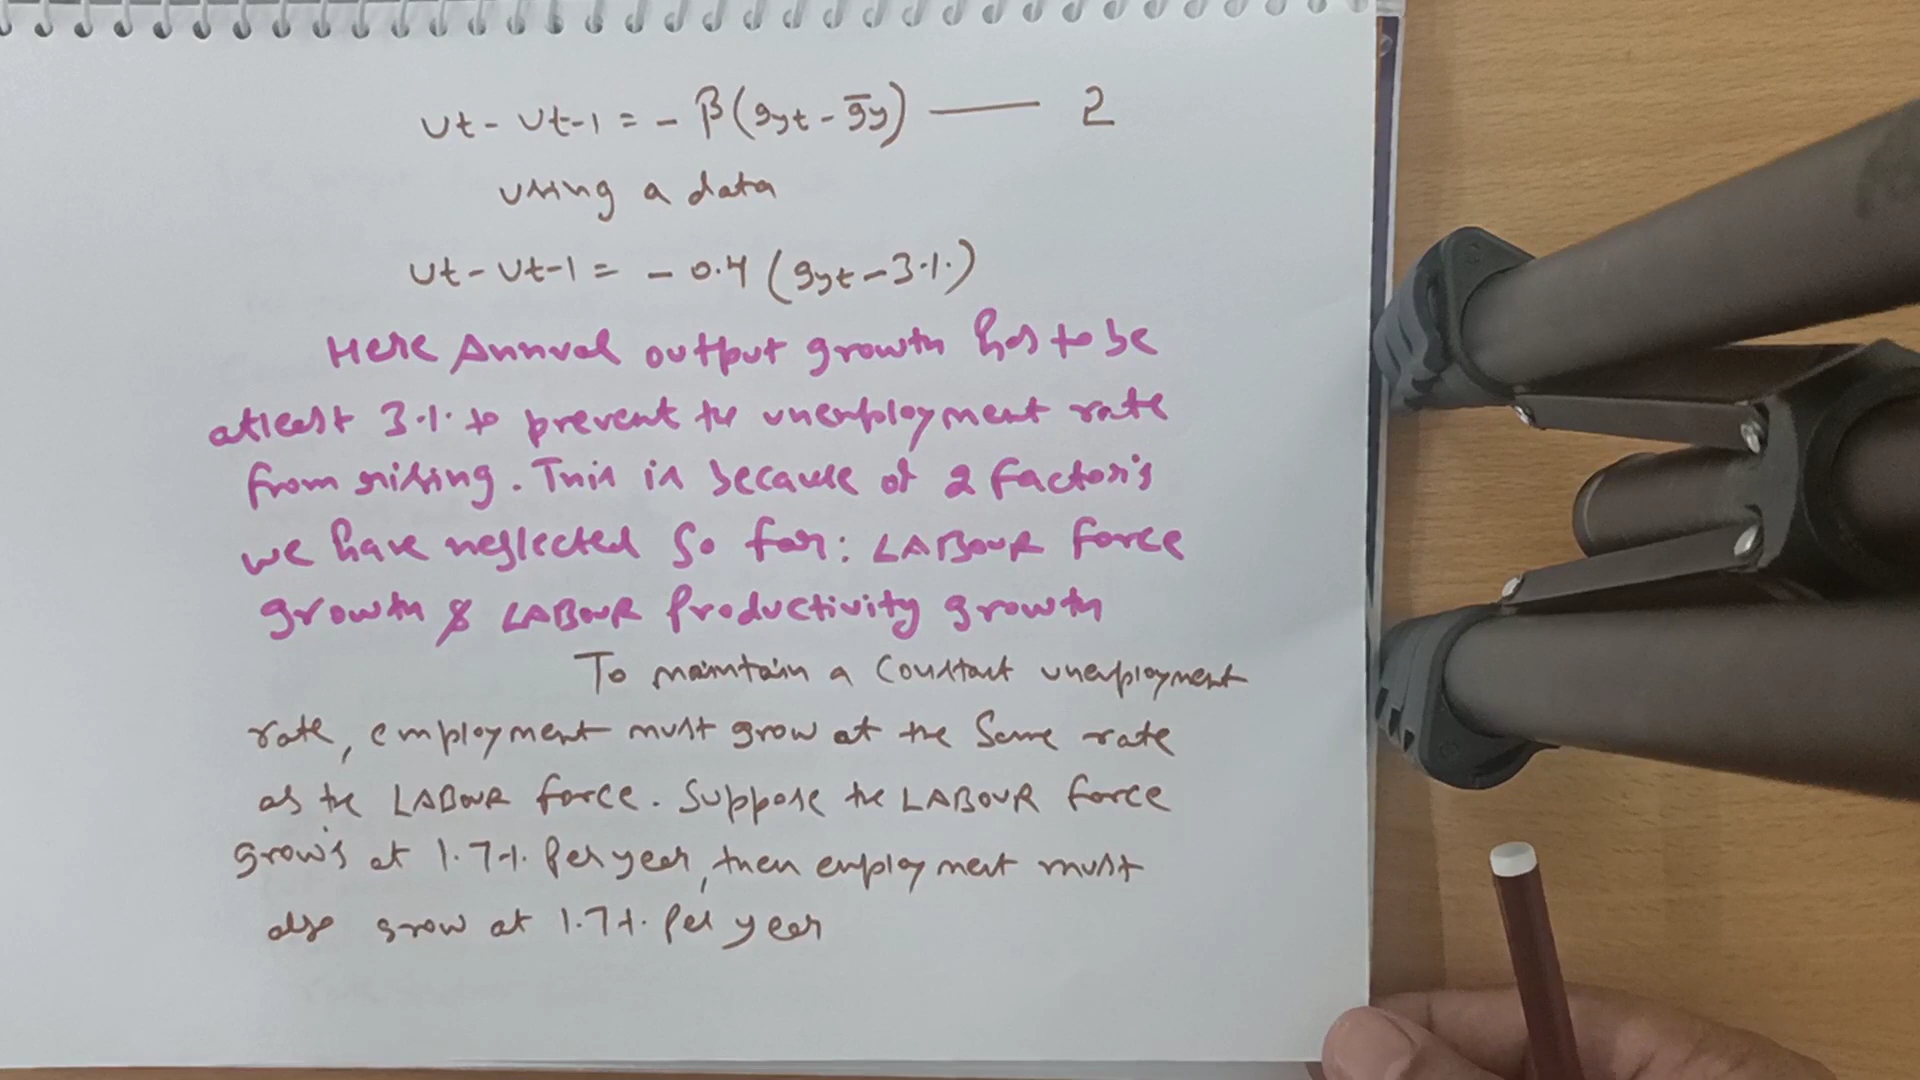 Ut - Ut-1 = - β(gyt - g̅y) —— 2
using a data
Ut - Ut-1 = - 0.4 (gyt - 3%)
Here Annual output growth has to be
atleast 3% to prevent the unemployment rate
from rising. This is because of 2 factor's
we have neglected So far: LABOUR force
growth & LABOUR Productivity growth
To maintain a Constant unemployment
rate, employment must grow at the Same rate
as the LABOUR force. Suppose the LABOUR force
grow's at 1.7% Per year, then employment must
also grow at 1.7% Per year